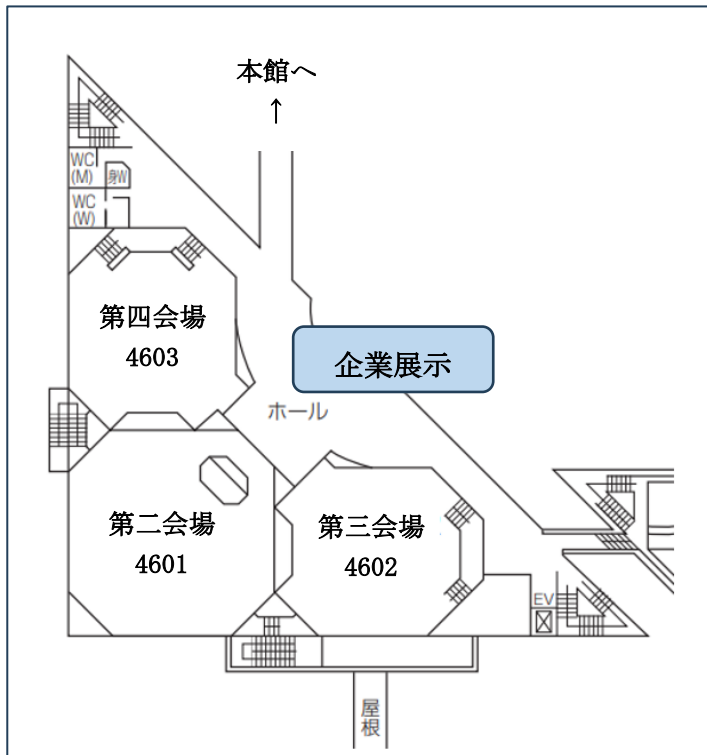 本館へ
↑
WC
(M)
身W
WC
(W)
第四会場
4603
企業展示
ホール
第二会場
4601
第三会場
4602
EV
屋根